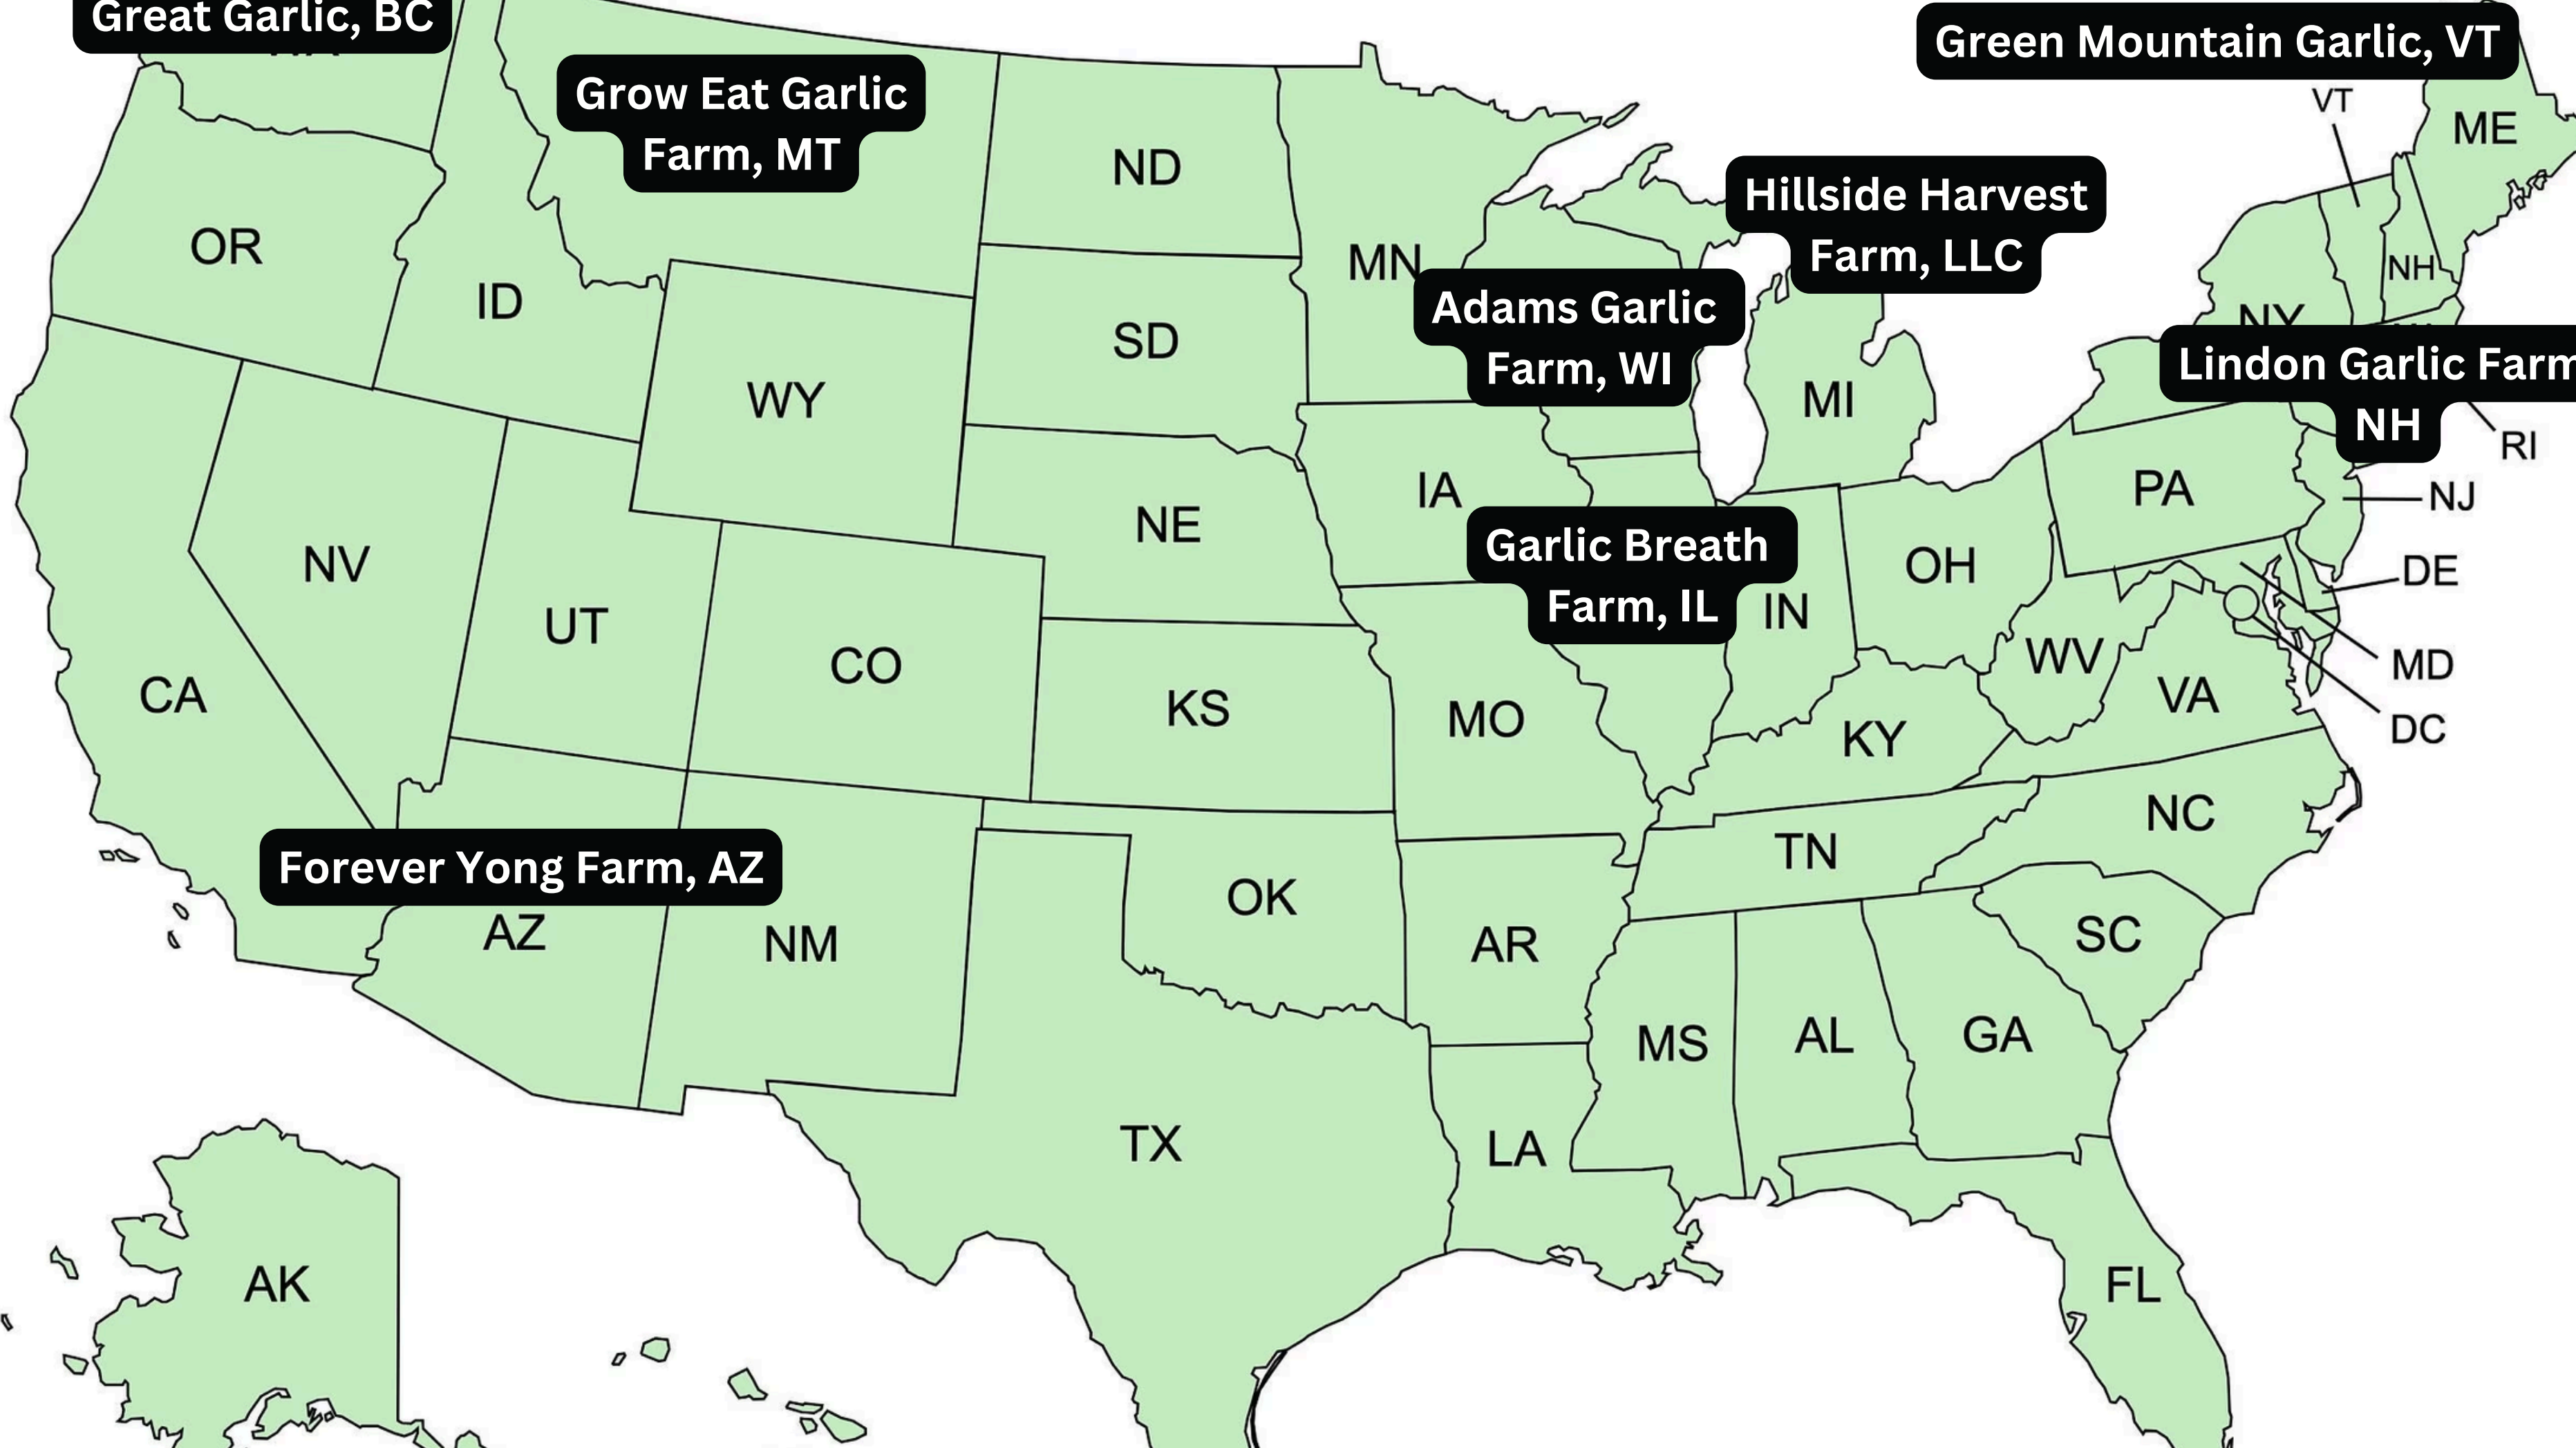 Great Garlic, BC
Green Mountain Garlic, VT
Grow Eat Garlic
Farm, MT
VT
ME
ND
Hillside Harvest
Farm, LLC
OR
MN
NH
ID
Adams Garlic
Farm, WI
NY
SD
Lindon Garlic Farm
NH
WY
MI
RI
IA
PA
NJ
NE
Garlic Breath
Farm, IL
NV
OH
DE
IN
UT
WV
MD
CO
CA
VA
KS
MO
DC
KY
NC
TN
Forever Yong Farm, AZ
OK
AZ
NM
AR
SC
MS
AL
GA
TX
LA
AK
FL